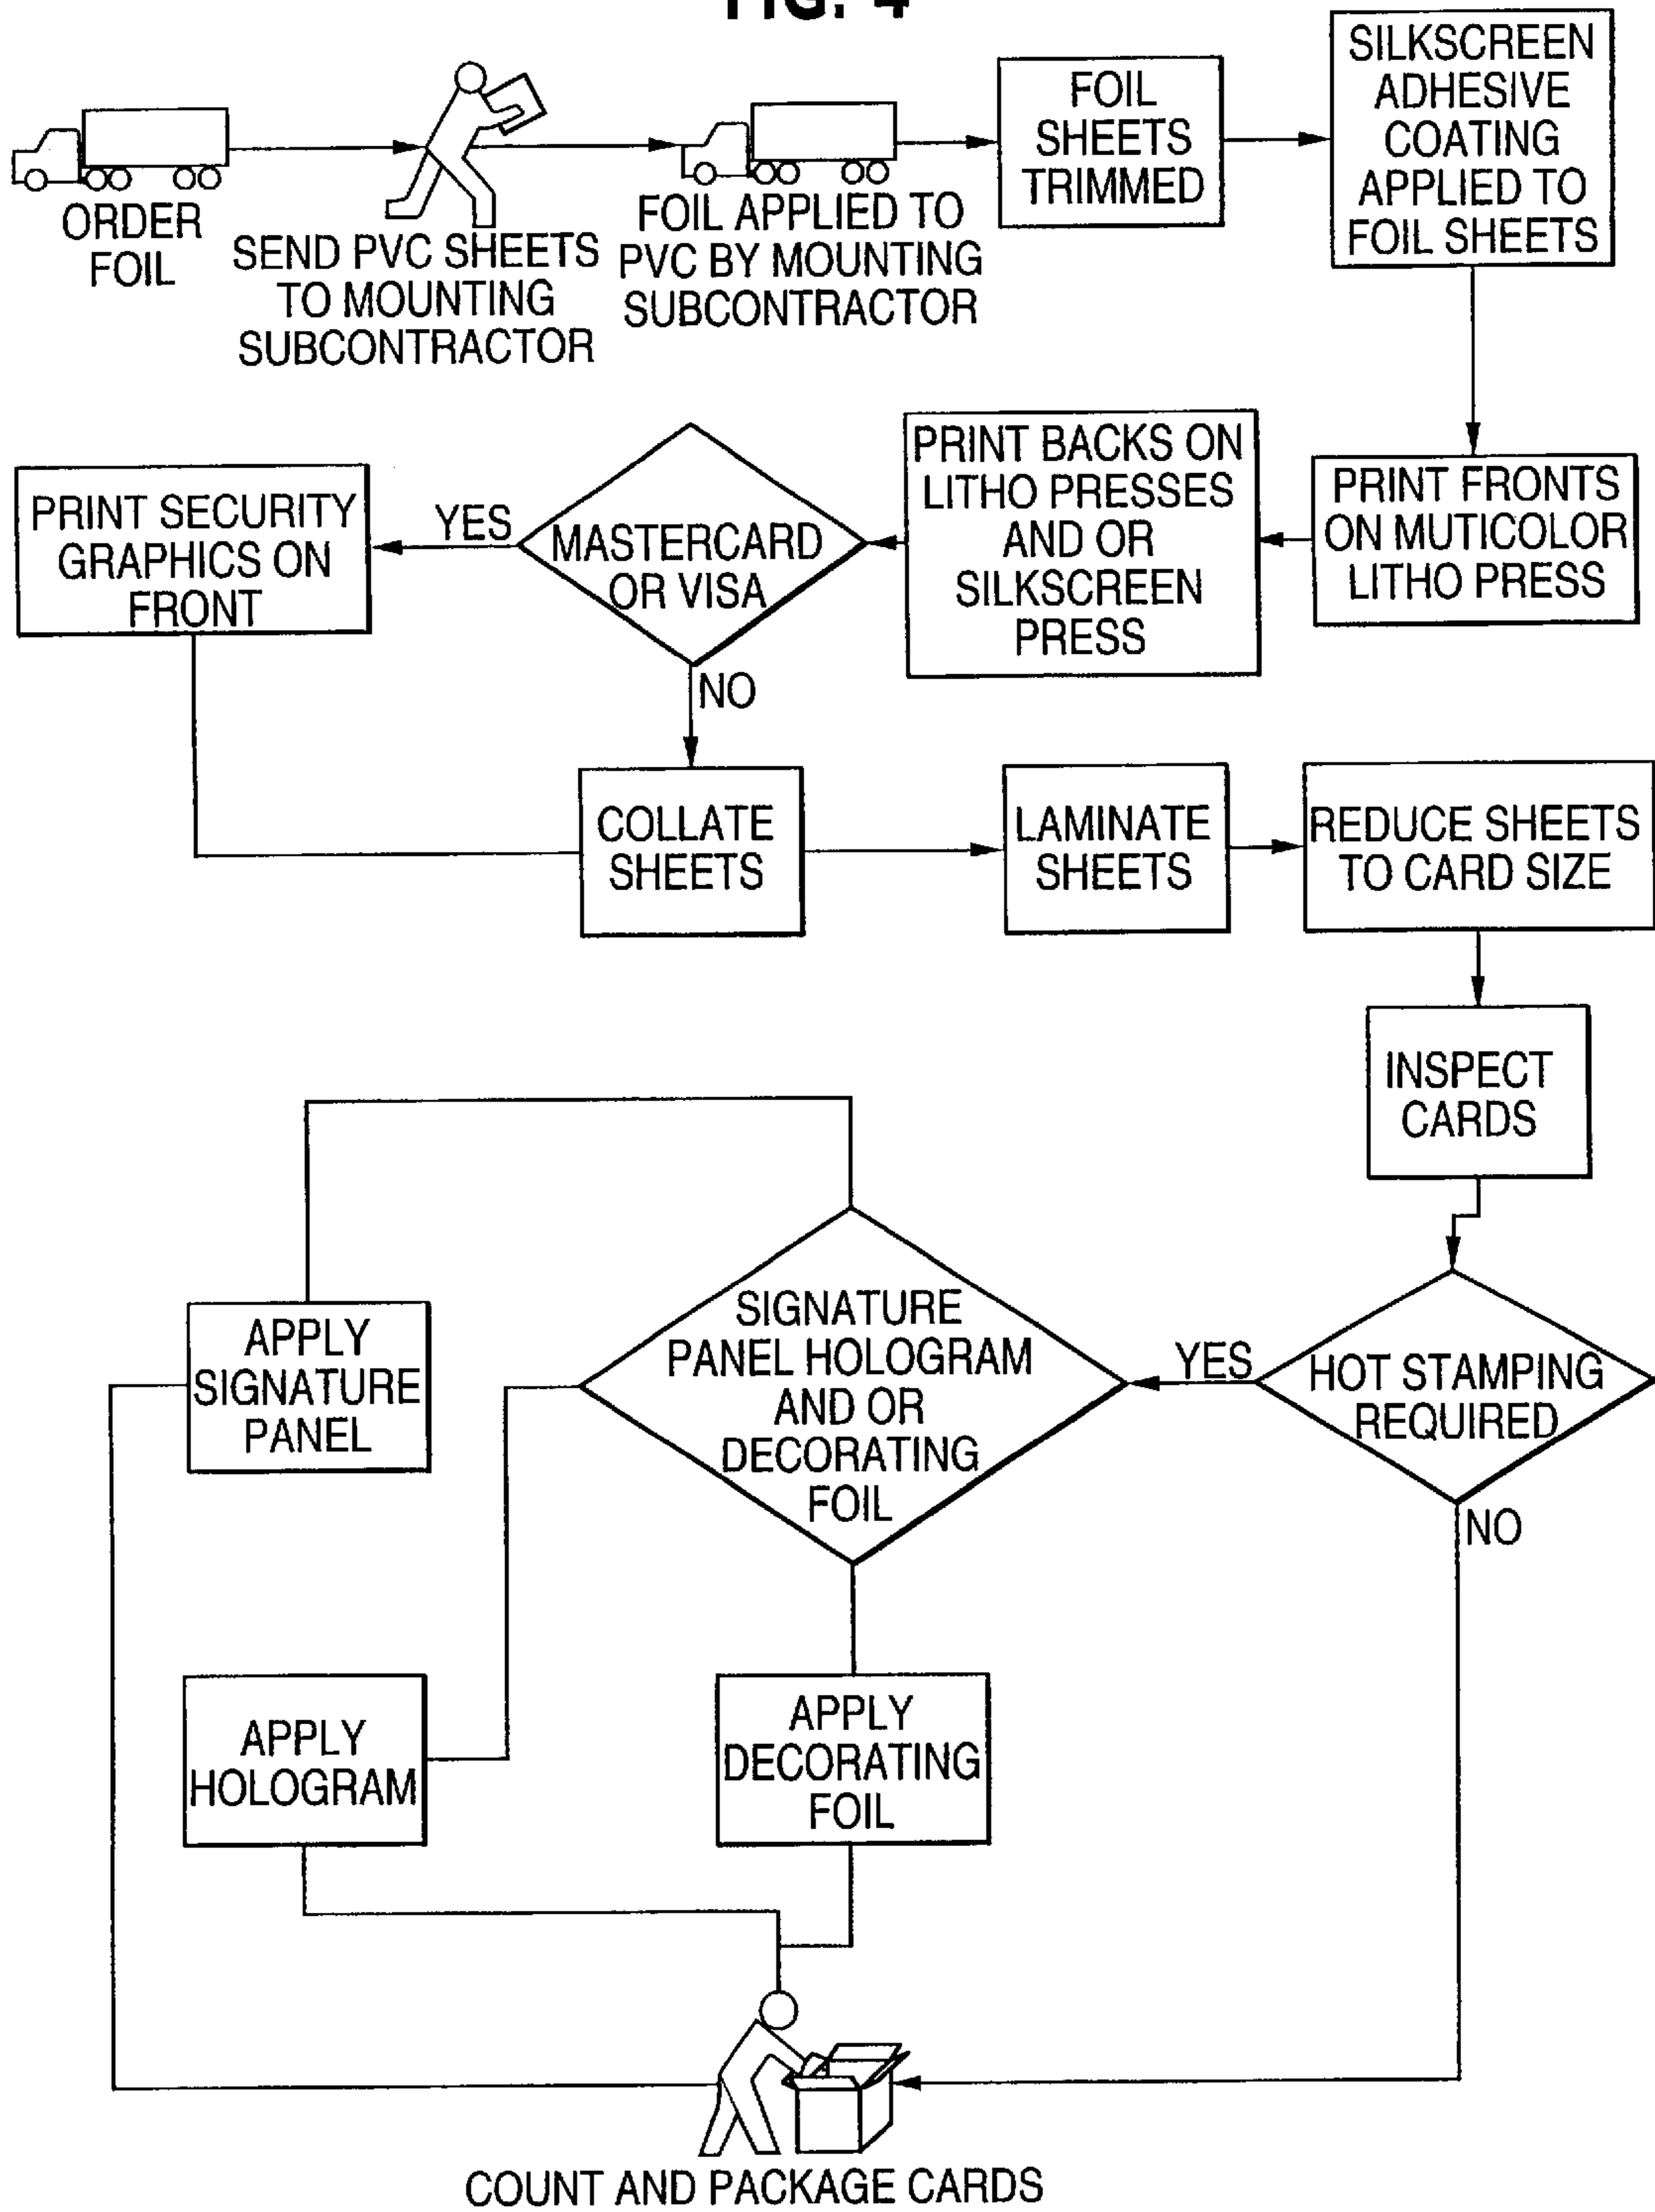 FIG. 4
ORDER
FOIL
SEND PVC SHEETS
TO MOUNTING
SUBCONTRACTOR
FOIL APPLIED TO
PVC BY MOUNTING
SUBCONTRACTOR
FOIL
SHEETS
TRIMMED
SILKSCREEN
ADHESIVE
COATING
APPLIED TO
FOIL SHEETS
PRINT FRONTS
ON MUTICOLOR
LITHO PRESS
PRINT BACKS ON
LITHO PRESSES
AND OR
SILKSCREEN
PRESS
MASTERCARD
OR VISA
YES
PRINT SECURITY
GRAPHICS ON
FRONT
NO
COLLATE
SHEETS
LAMINATE
SHEETS
REDUCE SHEETS
TO CARD SIZE
INSPECT
CARDS
HOT STAMPING
REQUIRED
YES
NO
SIGNATURE
PANEL HOLOGRAM
AND OR
DECORATING
FOIL
APPLY
SIGNATURE
PANEL
APPLY
HOLOGRAM
APPLY
DECORATING
FOIL
COUNT AND PACKAGE CARDS